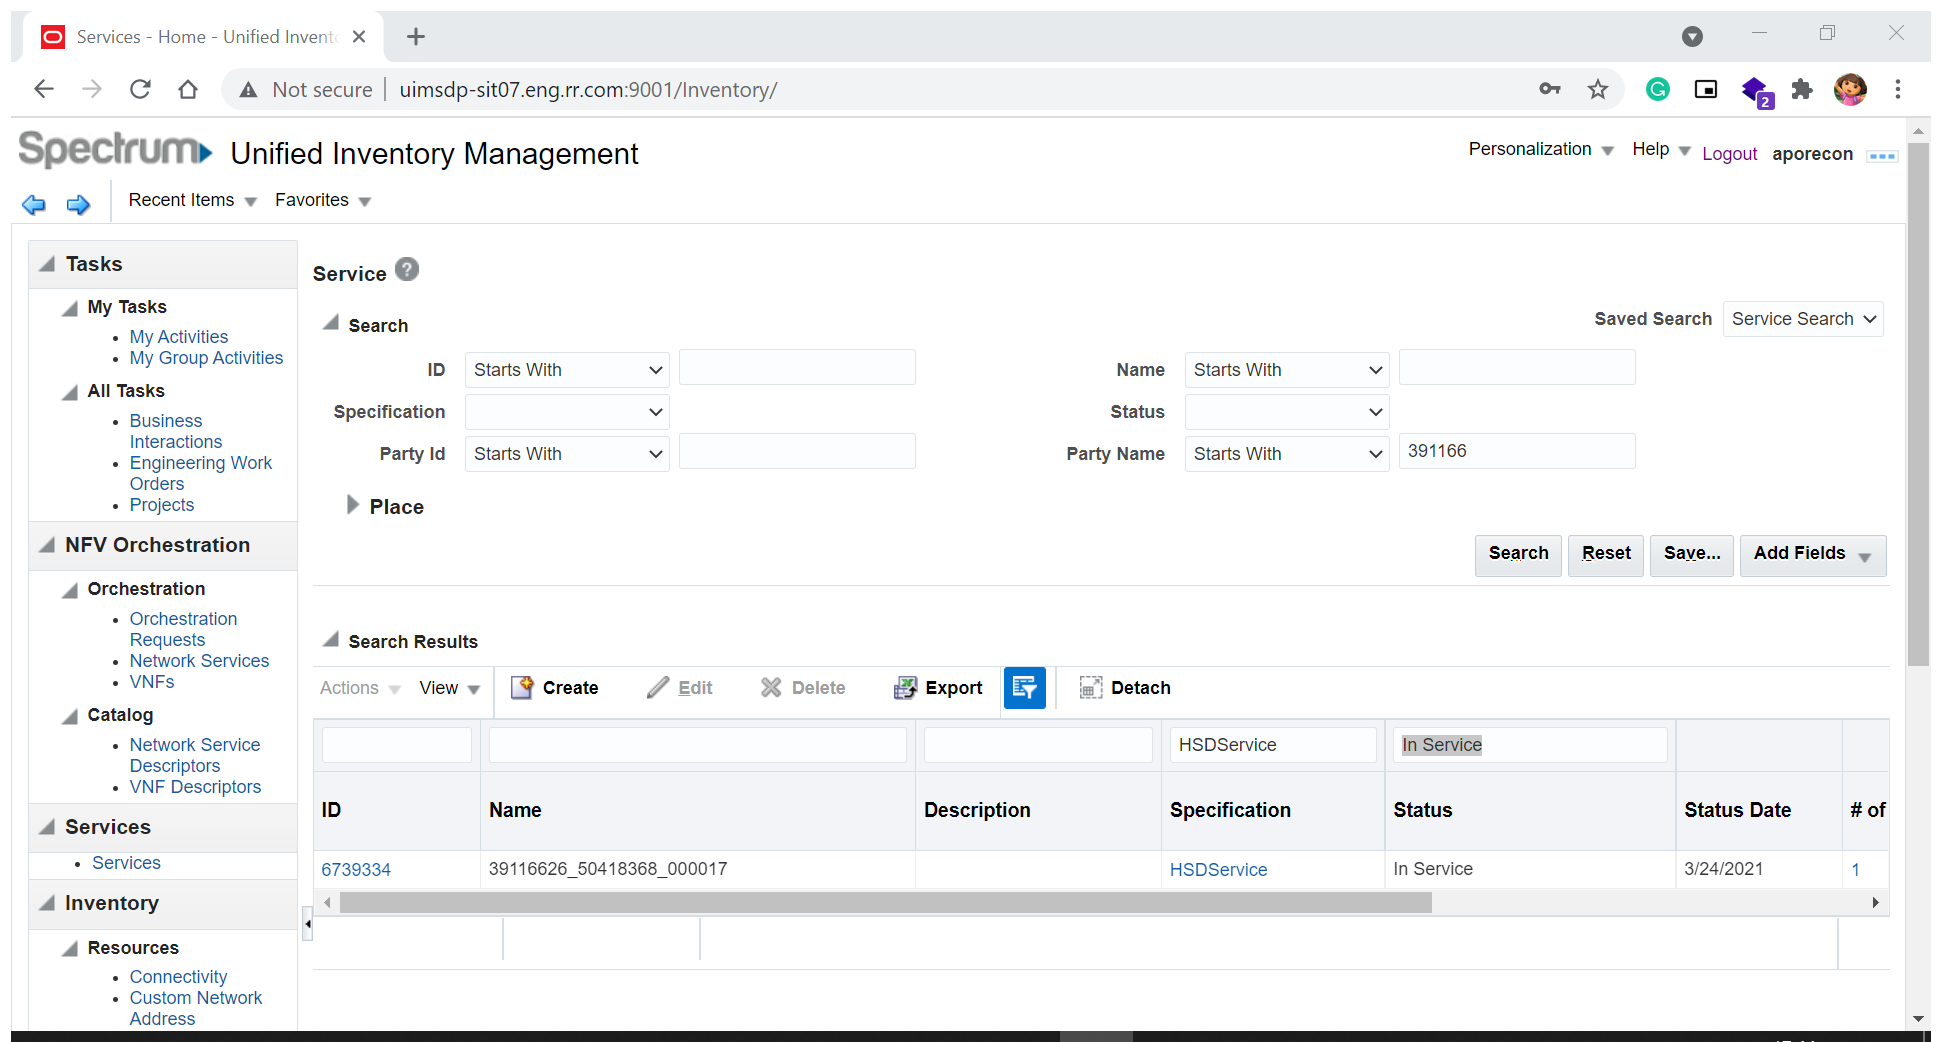 Services - Home - Unified Invent
Not secure
uimsdp-sit07.eng.rr.com:9001/Inventory/
2
Spectrum
Unified Inventory Management
Personalization
Help
Logout
aporecon
Recent Items
Favorites
Tasks
My Tasks
My Activities
My Group Activities
All Tasks
Business
Interactions
Engineering Work
Orders
Projects
NFV Orchestration
Orchestration
Orchestration
Requests
Network Services
VNFs
Catalog
Network Service
Descriptors
VNF Descriptors
Services
Services
Inventory
Resources
Connectivity
Custom Network
Address
Service ?
Search
Saved Search Service Search
ID Starts With
Name Starts With
Specification
Status
Party Id Starts With
Party Name Starts With 391166
Place
Search Reset Save... Add Fields
Search Results
Actions View Create Edit Delete Export Detach
HSDService In Service
ID Name Description Specification Status Status Date # of
6739334 39116626_50418368_000017 HSDService In Service 3/24/2021 1